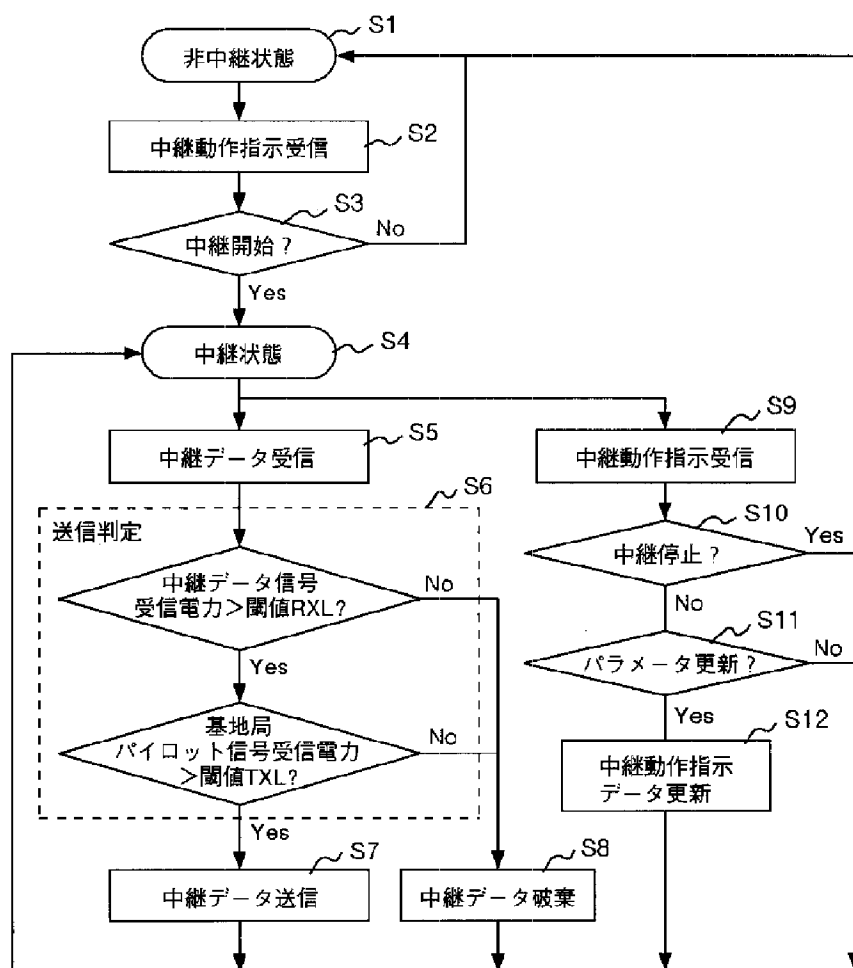 S1
非中継状態
S2
中継動作指示受信
S3
中継開始?
No
Yes
S4
中継状態
S5
中継データ受信
S6
送信判定
中継データ信号
受信電力>閾値RXL?
No
Yes
基地局
パイロット信号受信電力
>閾値TXL?
No
Yes
S7
中継データ送信
S8
中継データ破棄
S9
中継動作指示受信
S10
中継停止?
Yes
No
S11
パラメータ更新?
No
Yes
S12
中継動作指示
データ更新